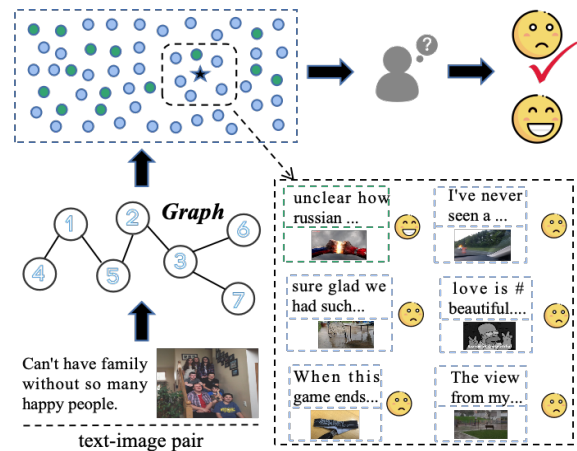 ?
Graph
1
2
3
4
5
6
7
Can't have family
without so many
happy people.
text-image pair
unclear how
russian ...
I've never
seen a ...
sure glad we
had such...
love is #
beautiful....
When this
game ends...
The view
from my...